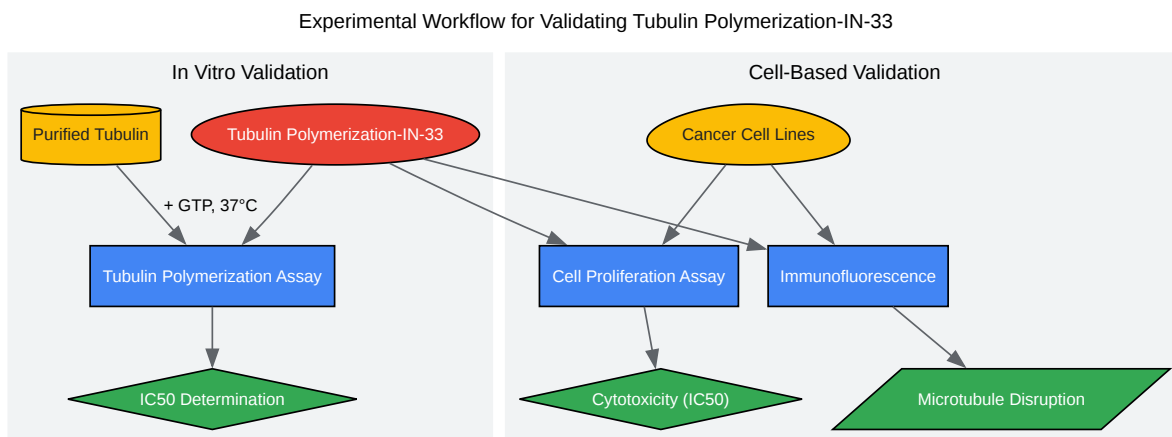 Experimental Workflow for Validating Tubulin Polymerization-IN-33
In Vitro Validation
Cell-Based Validation
Purified Tubulin
Tubulin Polymerization-IN-33
Cancer Cell Lines
+ GTP, 37°C
Tubulin Polymerization Assay
Cell Proliferation Assay
Immunofluorescence
IC50 Determination
Cytotoxicity (IC50)
Microtubule Disruption